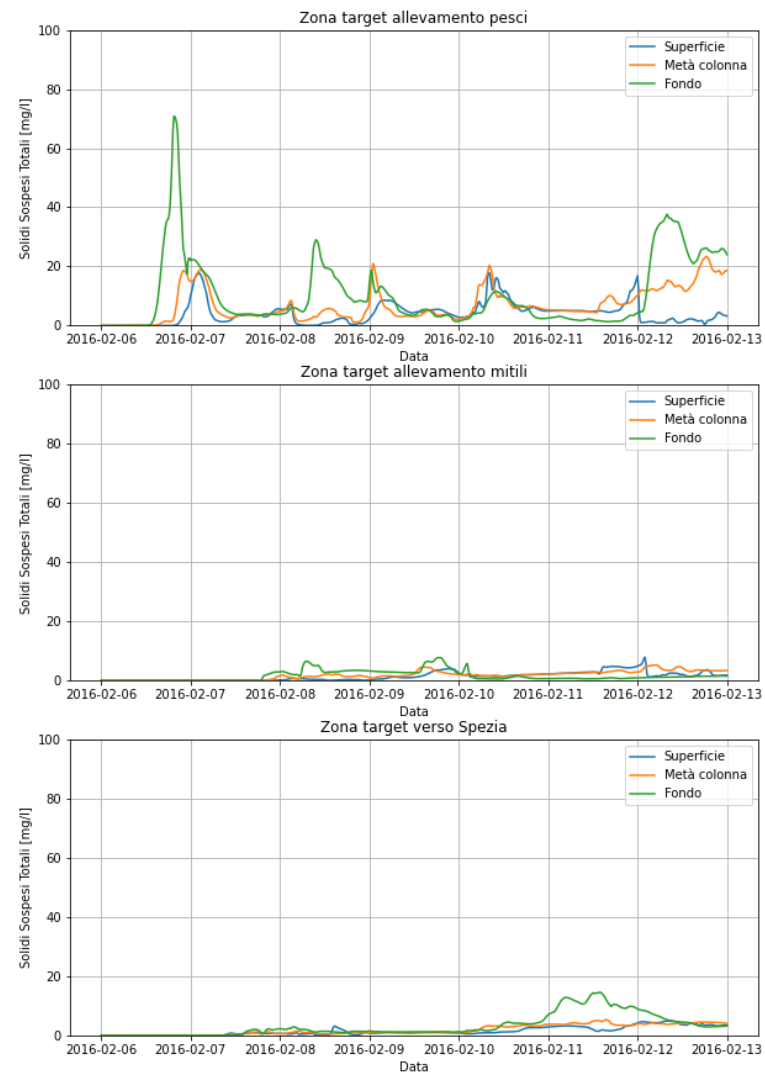 Zona target allevamento pesci
100
80
60
40
20
0
Solidi Sospesi Totali [mg/l]
Superficie
Metà colonna
Fondo
2016-02-06 2016-02-07 2016-02-08 2016-02-09 2016-02-10 2016-02-11 2016-02-12 2016-02-13
Data
Zona target allevamento mitili
100
80
60
40
20
0
Solidi Sospesi Totali [mg/l]
Superficie
Metà colonna
Fondo
2016-02-06 2016-02-07 2016-02-08 2016-02-09 2016-02-10 2016-02-11 2016-02-12 2016-02-13
Data
Zona target verso Spezia
100
80
60
40
20
0
Solidi Sospesi Totali [mg/l]
Superficie
Metà colonna
Fondo
2016-02-06 2016-02-07 2016-02-08 2016-02-09 2016-02-10 2016-02-11 2016-02-12 2016-02-13
Data